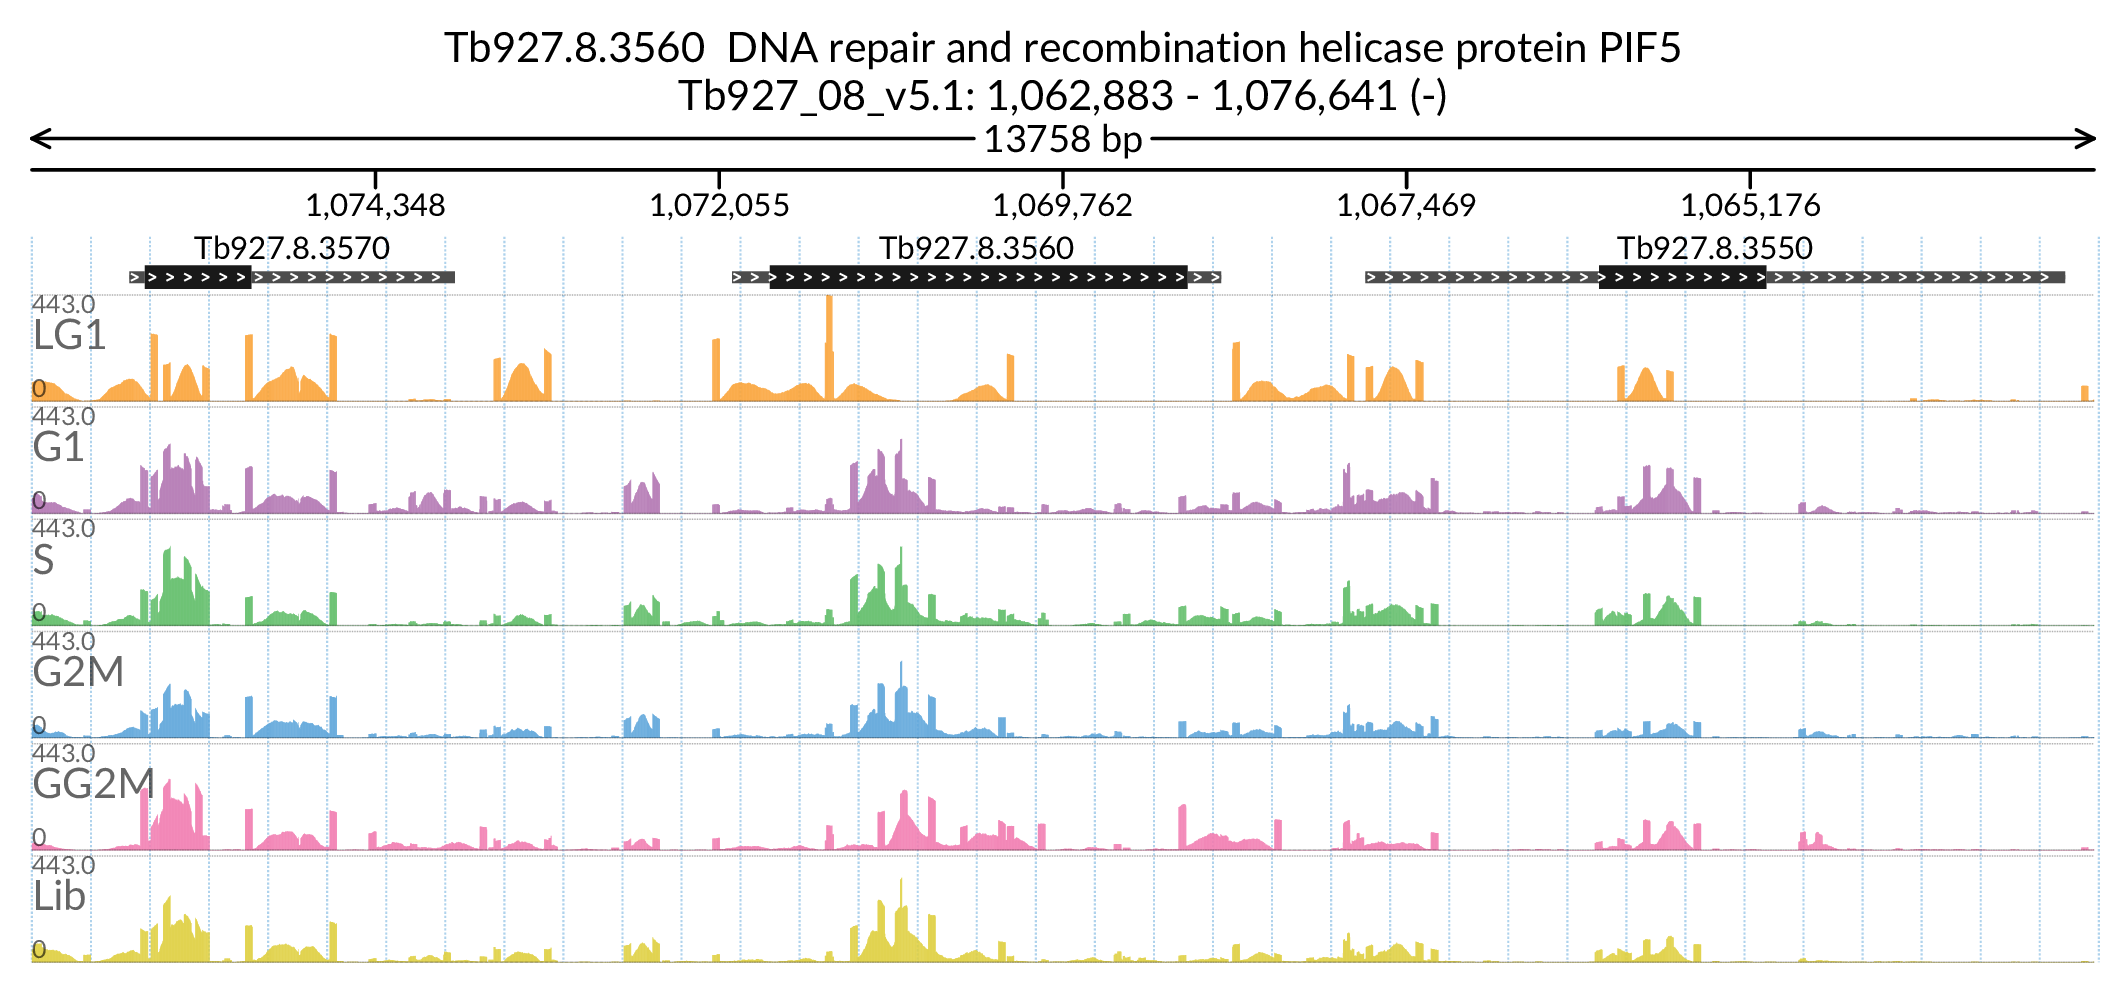 Tb927.8.3560  DNA repair and recombination helicase protein PIF5
Tb927_08_v5.1: 1,062,883 - 1,076,641 (-)
13758 bp
1,074,348 1,072,055 1,069,762 1,067,469 1,065,176
Tb927.8.3570 Tb927.8.3560 Tb927.8.3550
443.0
LG1
0
443.0
G1
0
443.0
S
0
443.0
G2M
0
443.0
GG2M
0
443.0
Lib
0